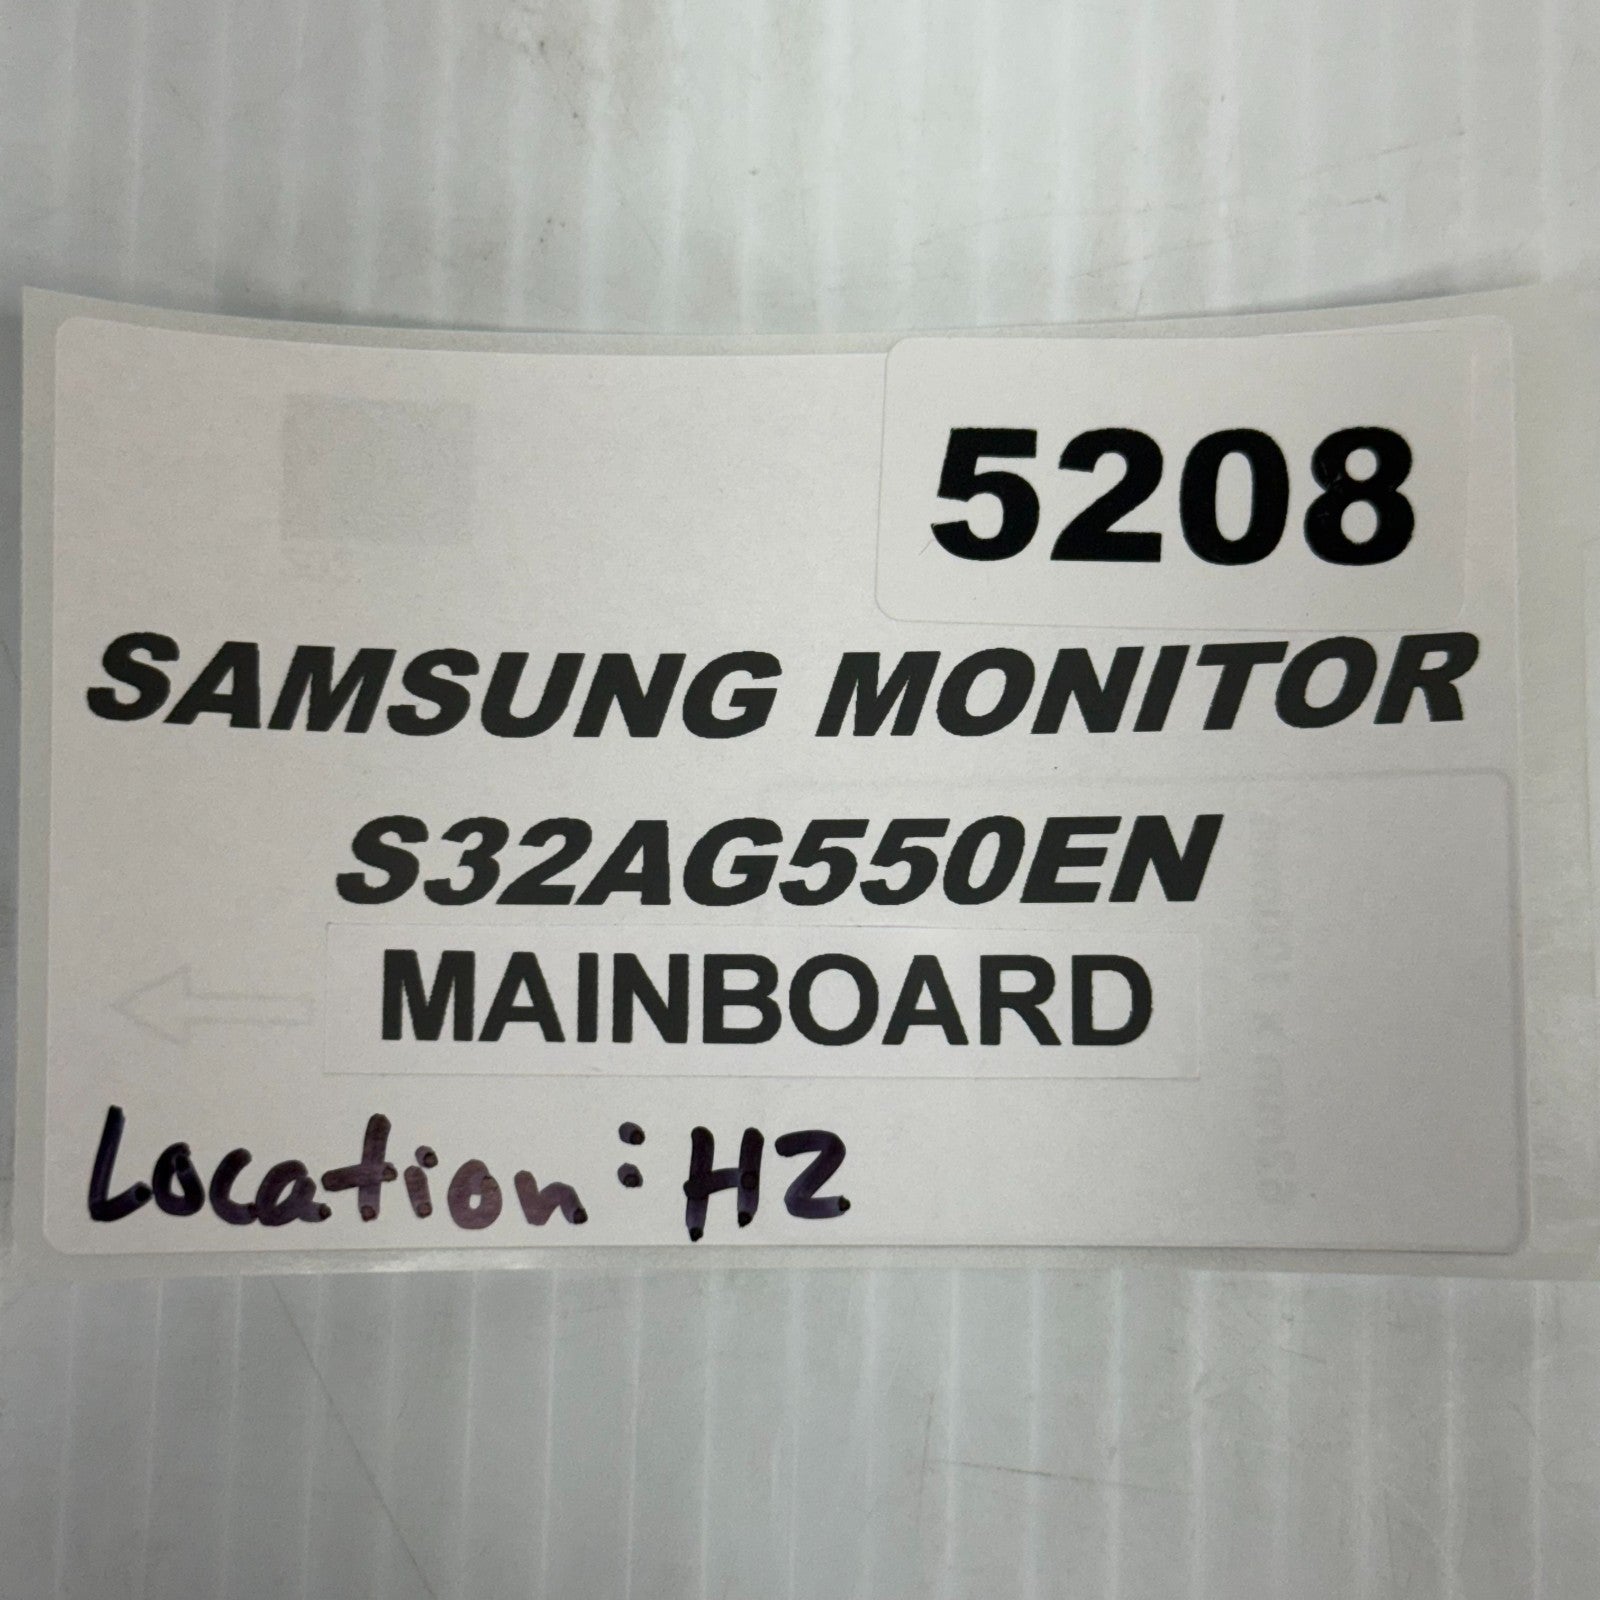 5208
SAMSUNG MONITOR
S32AG550EN
MAINBOARD
Location: H2